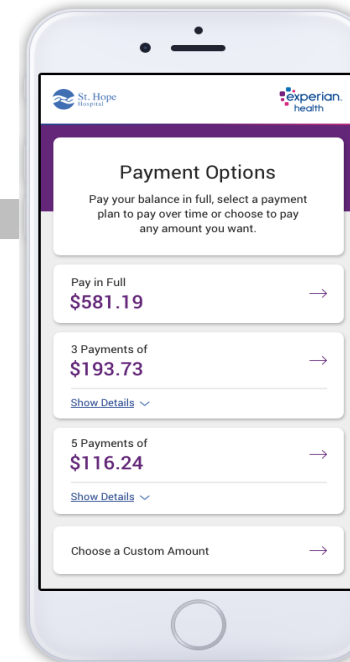 St. Hope
Hospital
experian.
health
Payment Options
Pay your balance in full, select a payment
plan to pay over time or choose to pay
any amount you want.
Pay in Full
$581.19
3 Payments of
$193.73
Show Details
5 Payments of
$116.24
Show Details
Choose a Custom Amount